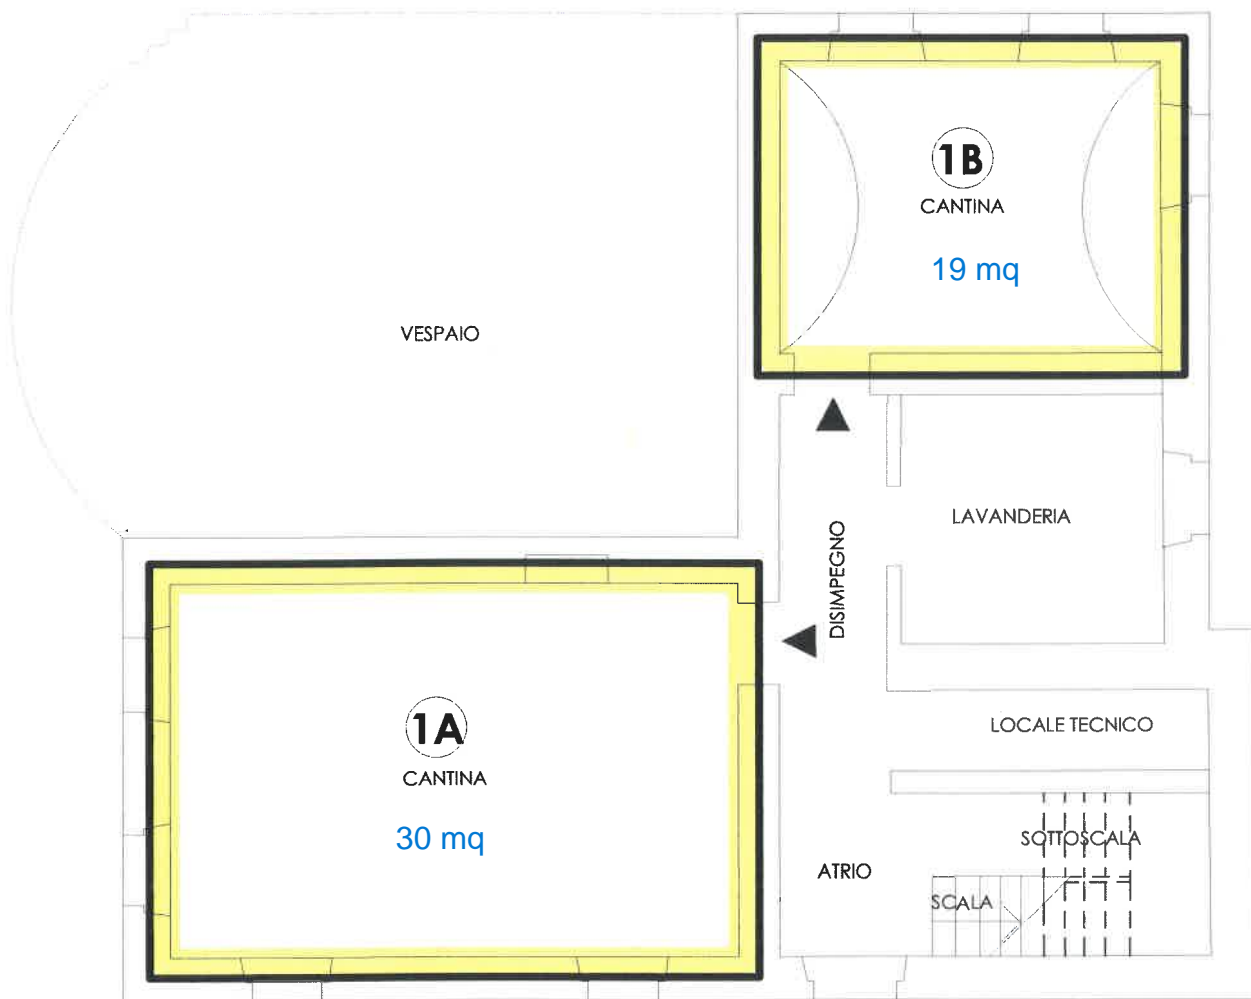 1B
CANTINA
19 mq
VESPAIO
LAVANDERIA
DISIMPEGNO
1A
CANTINA
30 mq
LOCALE TECNICO
SOTTOSCALA
ATRIO
SCALA